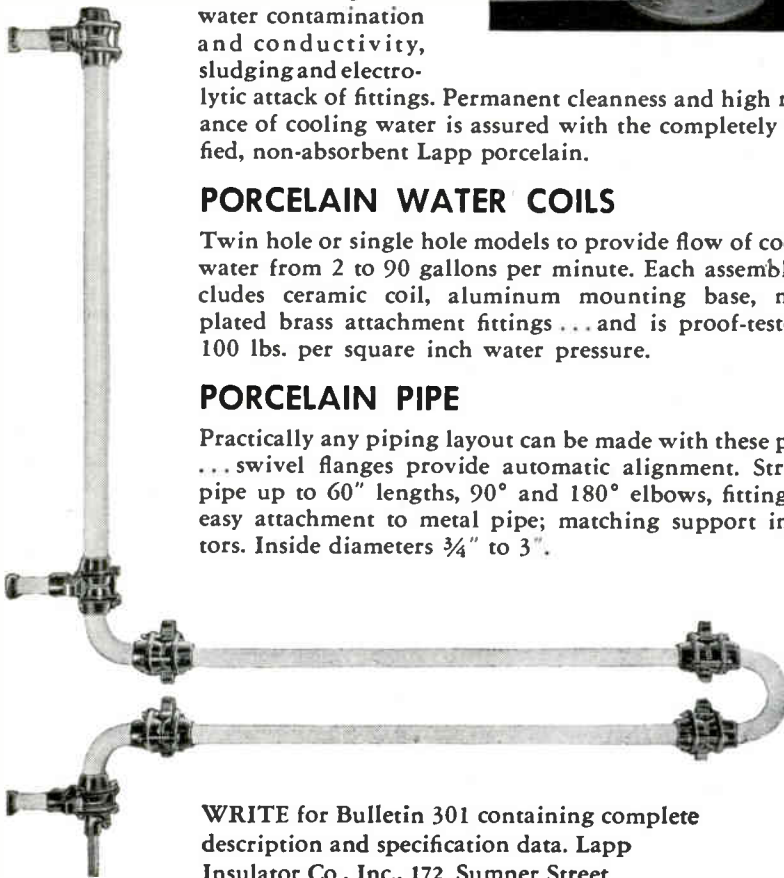 water contamination
and conductivity,
sludging and electro-
lytic attack of fittings. Permanent cleanness and high
ance of cooling water is assured with the completely
fied, non-absorbent Lapp porcelain.
PORCELAIN WATER COILS
Twin hole or single hole models to provide flow of
water from 2 to 90 gallons per minute. Each
cludes ceramic coil, aluminum mounting base,
plated brass attachment fittings ... and is
100 lbs. per square inch water pressure.
PORCELAIN PIPE
Practically any piping layout can be made with these
... swivel flanges provide automatic alignment.
pipe up to 60" lengths, 90° and 180° elbows,
easy attachment to metal pipe; matching support
tors. Inside diameters ¾" to 3".
WRITE for Bulletin 301 containing complete
description and specification data. Lapp
Insulator Co., Inc., 172 Sumner Street